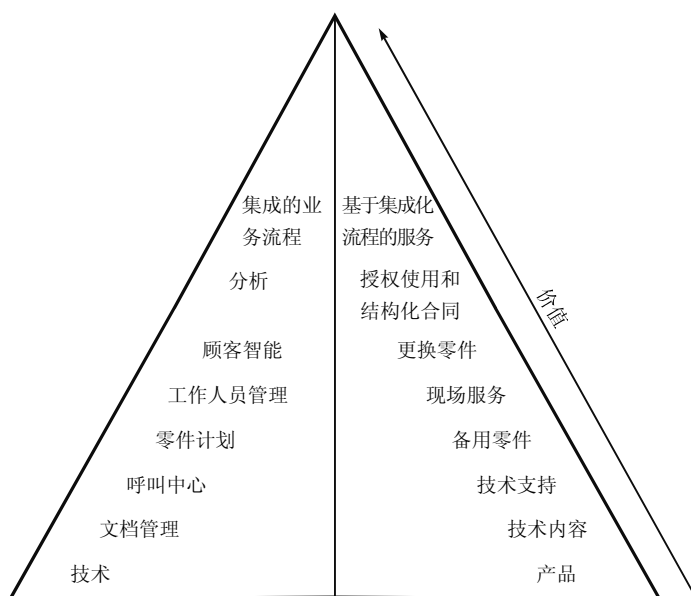 集成的业
务流程
基于集成化
流程的服务
分析
授权使用和
结构化合同
价值
顾客智能
更换零件
工作人员管理
现场服务
零件计划
备用零件
呼叫中心
技术支持
文档管理
技术内容
技术
产品